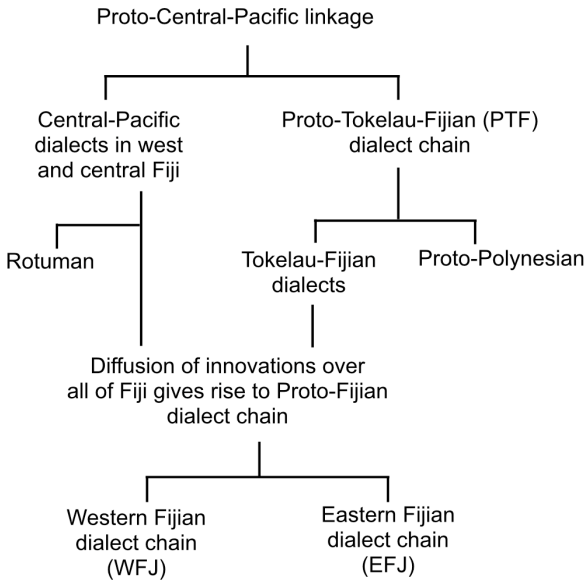 Proto-Central-Pacific linkage
Central-Pacific
dialects in west
and central Fiji
Proto-Tokelau-Fijian (PTF)
dialect chain
Rotuman
Tokelau-Fijian
dialects
Proto-Polynesian
Diffusion of innovations over
all of Fiji gives rise to Proto-Fijian
dialect chain
Western Fijian
dialect chain
(WFJ)
Eastern Fijian
dialect chain
(EFJ)